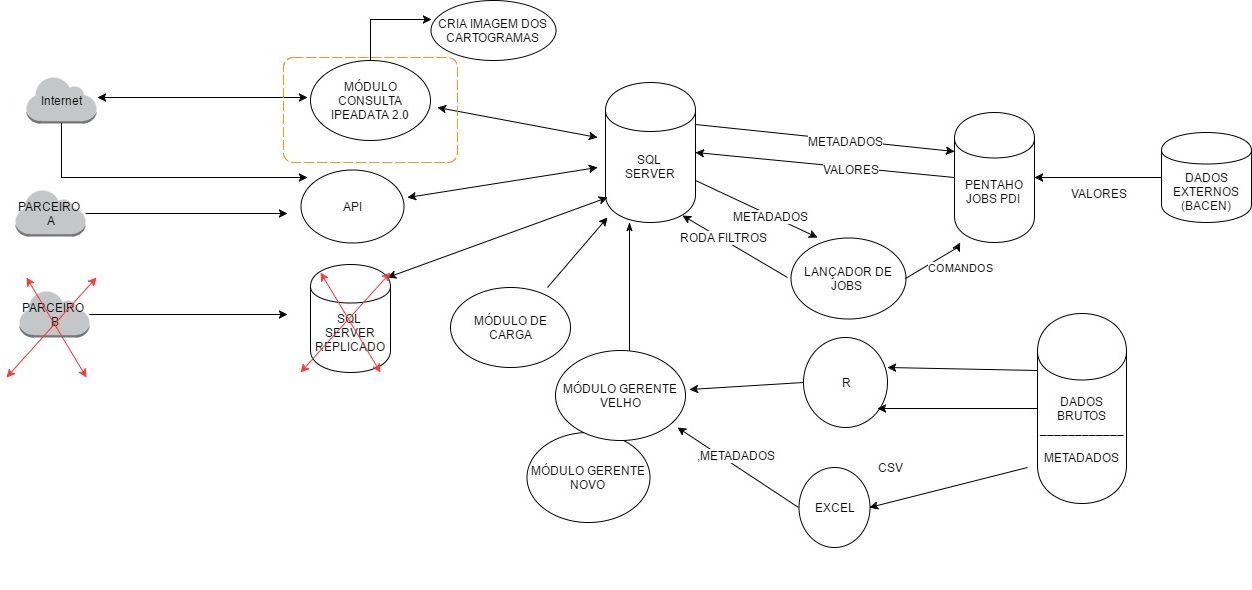 CRIA IMAGEM DOS
CARTOGRAMAS
MÓDULO
CONSULTA
IPEADATA 2.0
Internet
SQL
SERVER
METADADOS
VALORES
PENTAHO
JOBS PDI
VALORES
DADOS
EXTERNOS
(BACEN)
PARCEIRO
A
API
METADADOS
RODA FILTROS
LANÇADOR DE
JOBS
COMANDOS
PARCEIRO
B
SQL
SERVER
REPLICADO
MÓDULO DE
CARGA
MÓDULO GERENTE
VELHO
R
DADOS
BRUTOS
METADADOS
,METADADOS
CSV
MÓDULO GERENTE
NOVO
EXCEL